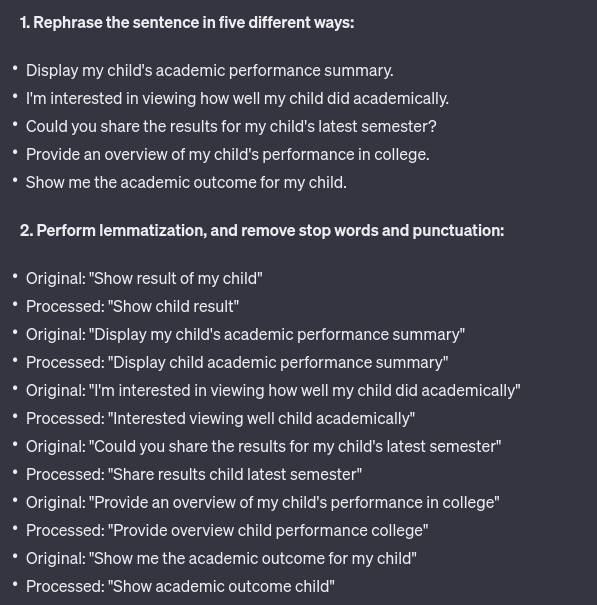 1. Rephrase the sentence in five different ways:
• Display my child's academic performance summary.
• I'm interested in viewing how well my child did academically.
• Could you share the results for my child's latest semester?
• Provide an overview of my child's performance in college.
• Show me the academic outcome for my child.
2. Perform lemmatization, and remove stop words and punctuation:
• Original: "Show result of my child"
• Processed: "Show child result"
• Original: "Display my child's academic performance summary"
• Processed: "Display child academic performance summary"
• Original: "I'm interested in viewing how well my child did academically"
• Processed: "Interested viewing well child academically"
• Original: "Could you share the results for my child's latest semester"
• Processed: "Share results child latest semester"
• Original: "Provide an overview of my child's performance in college"
• Processed: "Provide overview child performance college"
• Original: "Show me the academic outcome for my child"
• Processed: "Show academic outcome child"